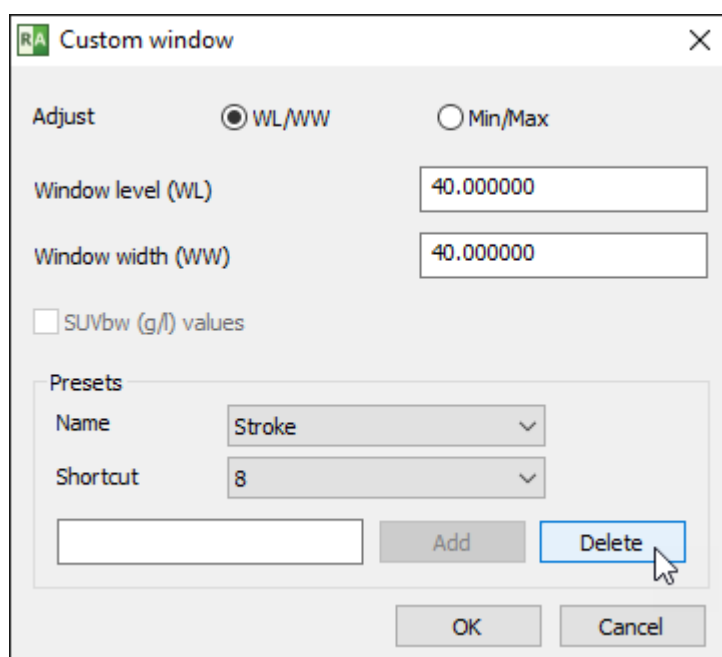 RA Custom window
Adjust WL/WW Min/Max
Window level (WL) 40.000000
Window width (WW) 40.000000
SUVbw (g/l) values
Presets
Name Stroke
Shortcut 8
Add Delete
OK Cancel